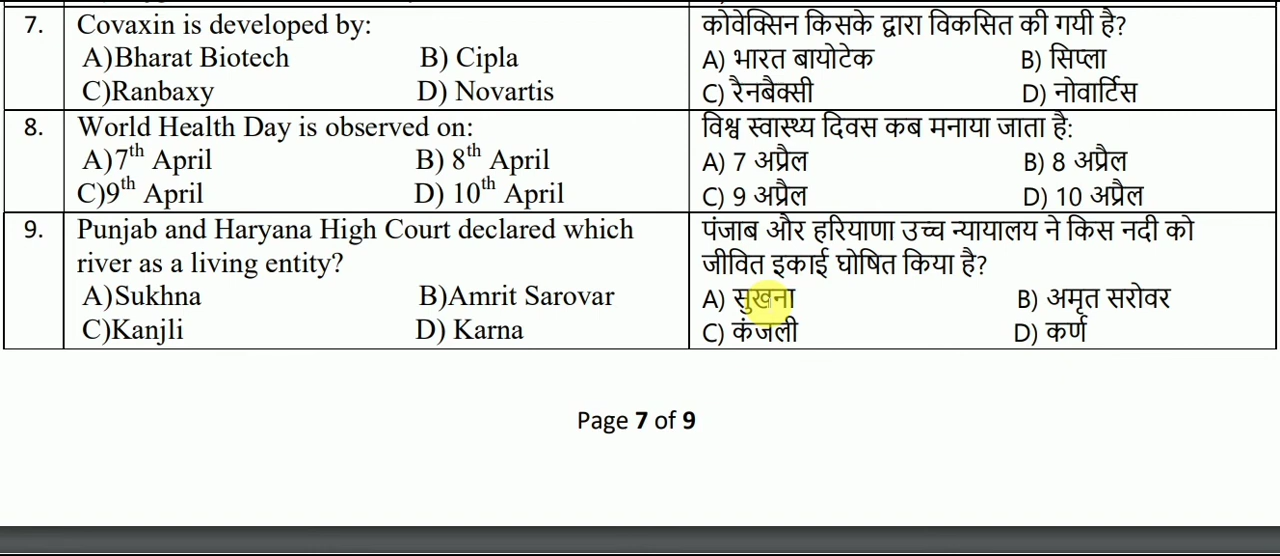 7. Covaxin is developed by:
A)Bharat Biotech B) Cipla
C)Ranbaxy D) Novartis
कोवेक्सिन किसके द्वारा विकसित की गयी है?
A) भारत बायोटेक B) सिप्ला
C) रैनबैक्सी D) नोवार्टिस
8. World Health Day is observed on:
A)7th April B) 8th April
C)9th April D) 10th April
विश्व स्वास्थ्य दिवस कब मनाया जाता है:
A) 7 अप्रैल B) 8 अप्रैल
C) 9 अप्रैल D) 10 अप्रैल
9. Punjab and Haryana High Court declared which
river as a living entity?
A)Sukhna B)Amrit Sarovar
C)Kanjli D) Karna
पंजाब और हरियाणा उच्च न्यायालय ने किस नदी को
जीवित इकाई घोषित किया है?
A) सुखना B) अमृत सरोवर
C) कंजली D) कर्ण
Page 7 of 9